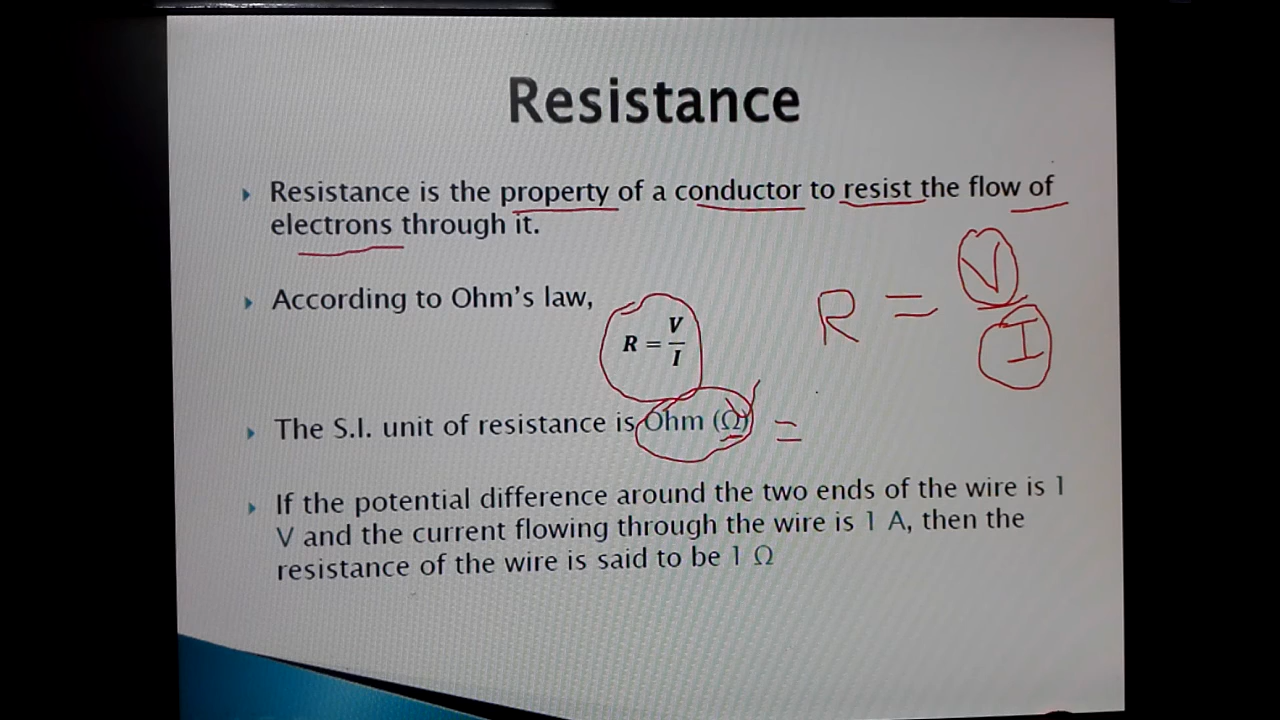 Resistance
Resistance is the property of a conductor to resist the flow of
electrons through it.
According to Ohm's law,
R = V/I
R = V/I
The S.I. unit of resistance is Ohm (Ω) =
If the potential difference around the two ends of the wire is 1
V and the current flowing through the wire is 1 A, then the
resistance of the wire is said to be 1 Ω